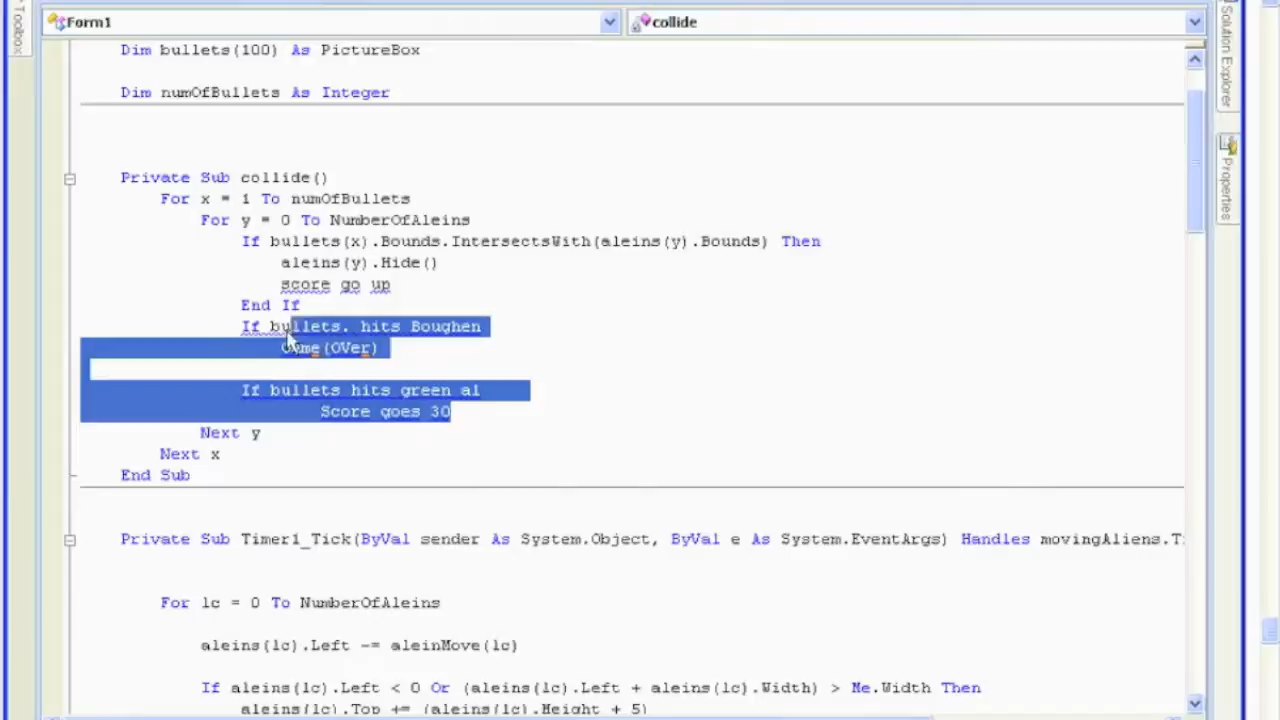 Toolbox
Form1
collide
Solution Explorer
Properties
Dim bullets(100) As PictureBox
Dim numOfBullets As Integer
Private Sub collide()
For x = 1 To numOfBullets
For y = 0 To NumberOfAleins
If bullets(x).Bounds.IntersectsWith(aleins(y).Bounds) Then
aleins(y).Hide()
score go up
End If
If bullets. hits Boughen
(OVer)
If bullets hits green al
Score goes 30
Next y
Next x
End Sub
Private Sub Timer1_Tick(ByVal sender As System.Object, ByVal e As System.EventArgs) Handles movingAliens.T
For lc = 0 To NumberOfAleins
aleins(lc).Left -= aleinMove(lc)
If aleins(lc).Left < 0 Or (aleins(lc).Left + aleins(lc).Width) > Me.Width Then
aleins(lc).Top += (aleins(lc).Height + 5)